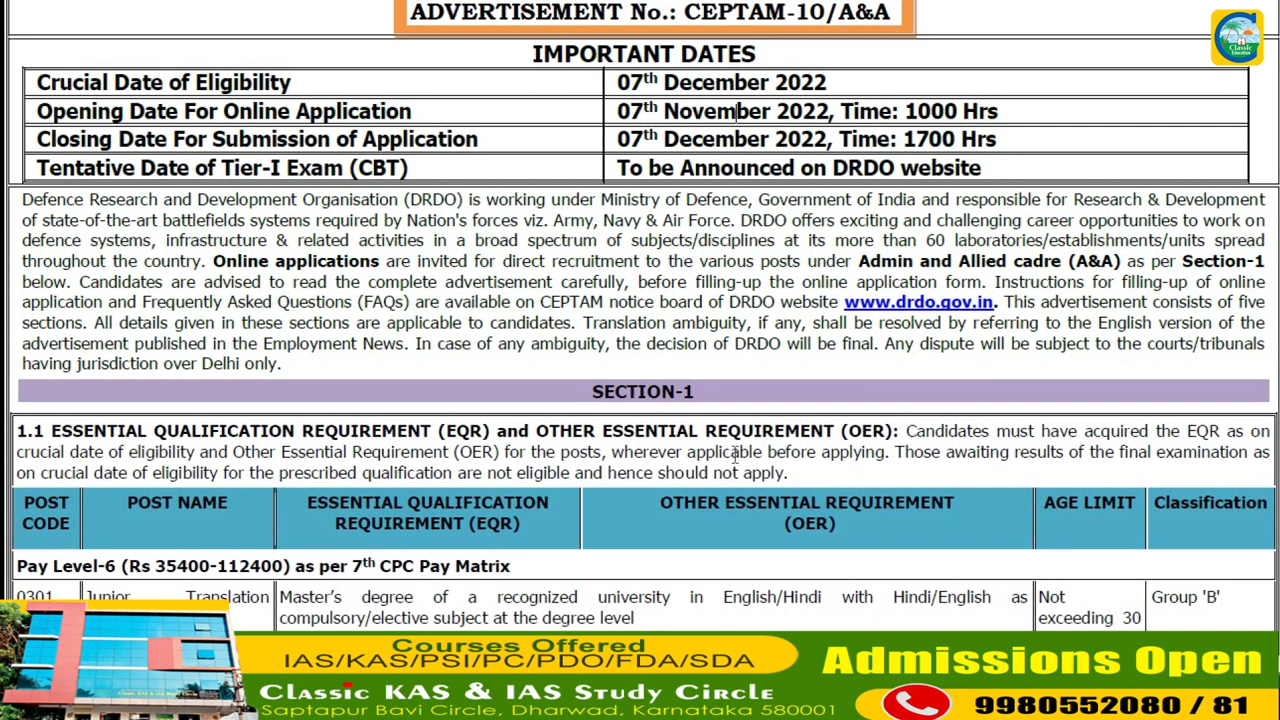 ADVERTISEMENT No.: CEPTAM-10/A&A
Classic
Education
IMPORTANT DATES
Crucial Date of Eligibility 07th December 2022
Opening Date For Online Application 07th November 2022, Time: 1000 Hrs
Closing Date For Submission of Application 07th December 2022, Time: 1700 Hrs
Tentative Date of Tier-I Exam (CBT) To be Announced on DRDO website
Defence Research and Development Organisation (DRDO) is working under Ministry of Defence, Government of India and responsible for Research & Development
of state-of-the-art battlefields systems required by Nation's forces viz. Army, Navy & Air Force. DRDO offers exciting and challenging career opportunities to work on
defence systems, infrastructure & related activities in a broad spectrum of subjects/disciplines at its more than 60 laboratories/establishments/units spread
throughout the country. Online applications are invited for direct recruitment to the various posts under Admin and Allied cadre (A&A) as per Section-1
below. Candidates are advised to read the complete advertisement carefully, before filling-up the online application form. Instructions for filling-up of online
application and Frequently Asked Questions (FAQs) are available on CEPTAM notice board of DRDO website www.drdo.gov.in. This advertisement consists of five
sections. All details given in these sections are applicable to candidates. Translation ambiguity, if any, shall be resolved by referring to the English version of the
advertisement published in the Employment News. In case of any ambiguity, the decision of DRDO will be final. Any dispute will be subject to the courts/tribunals
having jurisdiction over Delhi only.
SECTION-1
1.1 ESSENTIAL QUALIFICATION REQUIREMENT (EQR) and OTHER ESSENTIAL REQUIREMENT (OER): Candidates must have acquired the EQR as on
crucial date of eligibility and Other Essential Requirement (OER) for the posts, wherever applicable before applying. Those awaiting results of the final examination as
on crucial date of eligibility for the prescribed qualification are not eligible and hence should not apply.
POST POST NAME ESSENTIAL QUALIFICATION OTHER ESSENTIAL REQUIREMENT AGE LIMIT Classification
CODE REQUIREMENT (EQR) (OER)
Pay Level-6 (Rs 35400-112400) as per 7th CPC Pay Matrix
0301 Junior Translation Master's degree of a recognized university in English/Hindi with Hindi/English as Not Group 'B'
compulsory/elective subject at the degree level exceeding 30
Courses Offered
IAS/KAS/PSI/PC/PDO/FDA/SDA
Admissions Open
Classic KAS & IAS Study Circle
Saptapur Bavi Circle, Dharwad, Karnataka 580001
9980552080 / 81